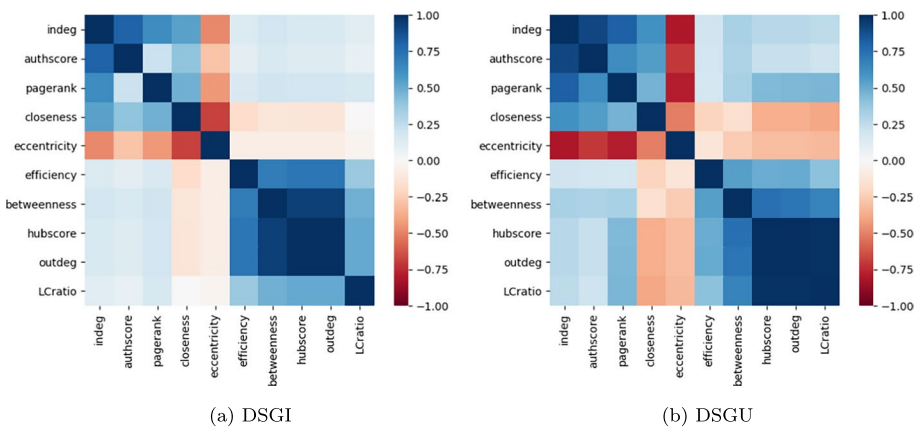 indeg
authscore
pagerank
closeness
eccentricity
efficiency
betweenness
hubscore
outdeg
LCratio
indeg
authscore
pagerank
closeness
eccentricity
efficiency
betweenness
hubscore
outdeg
LCratio
1.00
0.75
0.50
0.25
0.00
−0.25
−0.50
−0.75
−1.00
(a) DSGI
indeg
authscore
pagerank
closeness
eccentricity
efficiency
betweenness
hubscore
outdeg
LCratio
indeg
authscore
pagerank
closeness
eccentricity
efficiency
betweenness
hubscore
outdeg
LCratio
1.00
0.75
0.50
0.25
0.00
−0.25
−0.50
−0.75
−1.00
(b) DSGU